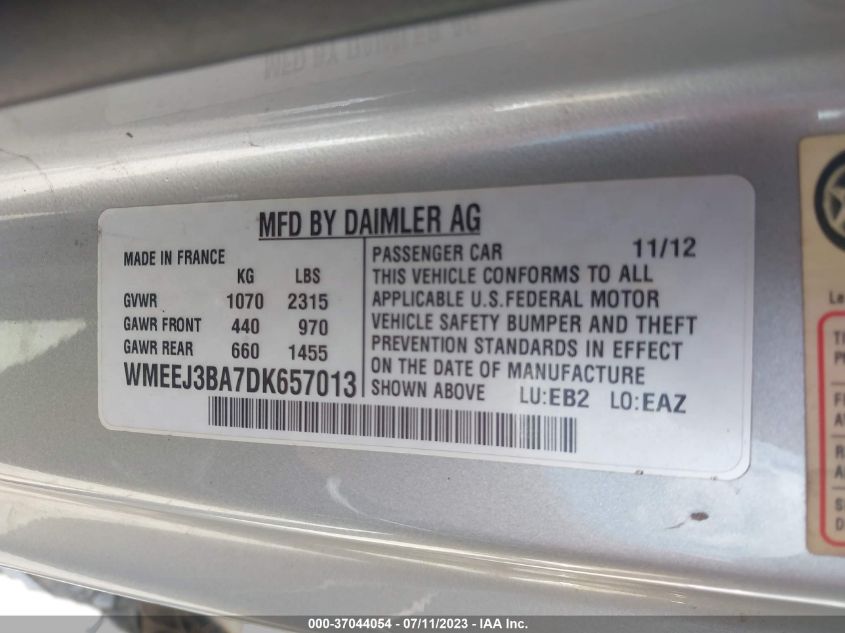 MFD BY DAIMLER AG
MADE IN FRANCE
KG LBS
GVWR 1070 2315
GAWR FRONT 440 970
GAWR REAR 660 1455
WMEEJ3BA7DK657013
PASSENGER CAR 11/12
THIS VEHICLE CONFORMS TO ALL
APPLICABLE U.S.FEDERAL MOTOR
VEHICLE SAFETY BUMPER AND THEFT
PREVENTION STANDARDS IN EFFECT
ON THE DATE OF MANUFACTURE
SHOWN ABOVE LU:EB2 LO:EAZ
000-37044054 - 07/11/2023 - IAA Inc.